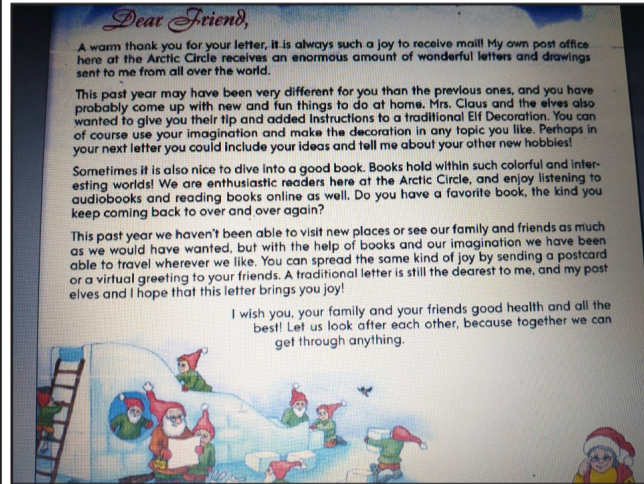 Dear Friend,
A warm thank you for your letter, it is always such a joy to receive mail! My own post office
here at the Arctic Circle receives an enormous amount of wonderful letters and drawings
sent to me from all over the world.
This past year may have been very different for you than the previous ones, and you have
probably come up with new and fun things to do at home. Mrs. Claus and the elves also
wanted to give you their tip and added instructions to a traditional Elf Decoration. You can
of course use your imagination and make the decoration in any topic you like. Perhaps in
your next letter you could include your ideas and tell me about your other new hobbies!
Sometimes it is also nice to dive into a good book. Books hold within such colorful and inter-
esting worlds! We are enthusiastic readers here at the Arctic Circle, and enjoy listening to
audiobooks and reading books online as well. Do you have a favorite book, the kind you
keep coming back to over and over again?
This past year we haven't been able to visit new places or see our family and friends as much
as we would have wanted, but with the help of books and our imagination we have been
able to travel wherever we like. You can spread the same kind of joy by sending a postcard
or a virtual greeting to your friends. A traditional letter is still the dearest to me, and my post
elves and I hope that this letter brings you joy!
I wish you, your family and your friends good health and all the
best! Let us look after each other, because together we can
get through anything.